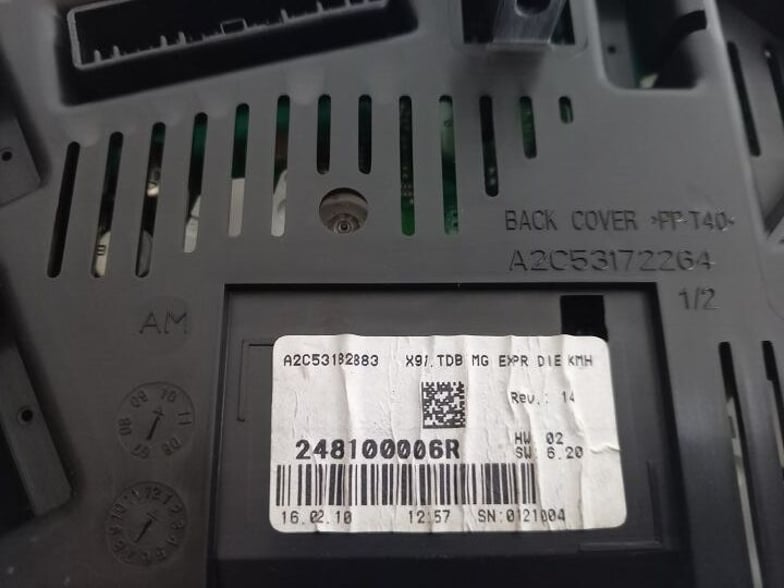 BACK COVER >PP-T40<
A2C53172264
1/2
AM
A2C53182883 X91.TDB MG EXPR DIE KMH
Rev.: 14
248100006R
HW: 02
SW: 6.20
16.02.10 12:57 SN:0121004